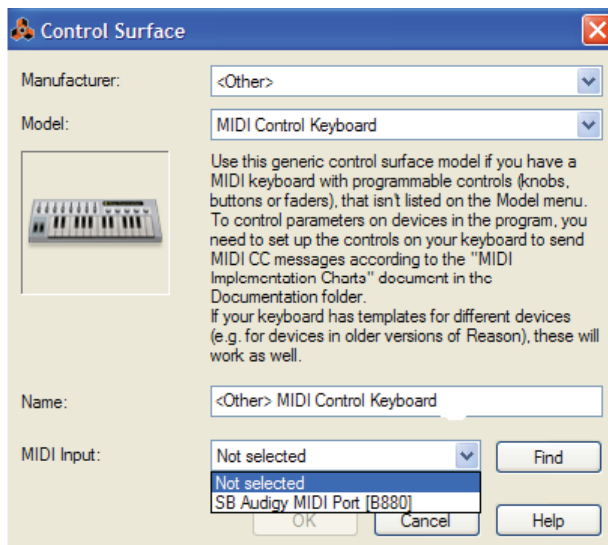 Control Surface
Manufacturer:
<Other>
Model:
MIDI Control Keyboard
Use this generic control surface model if you have a
MIDI keyboard with programmable controls (knobs,
buttons or faders), that isn't listed on the Model menu.
To control parameters on devices in the program, you
need to set up the controls on your keyboard to send
MIDI CC messages according to the "MIDI
Implementation Charts" document in the
Documentation folder.
If your keyboard has templates for different devices
(e.g. for devices in older versions of Reason), these will
work as well.
Name:
<Other> MIDI Control Keyboard
MIDI Input:
Not selected
Find
Not selected
SB Audigy MIDI Port [B880]
OK
Cancel
Help